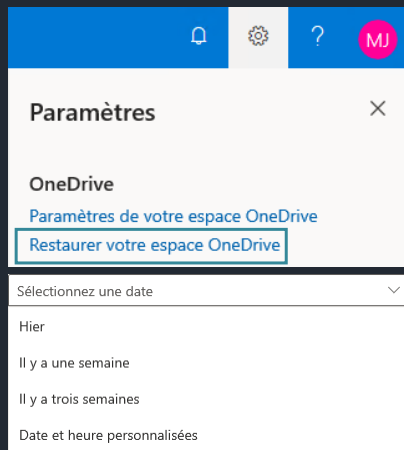 MJ
Paramètres
OneDrive
Paramètres de votre espace OneDrive
Restaurer votre espace OneDrive
Sélectionnez une date
Hier
Il y a une semaine
Il y a trois semaines
Date et heure personnalisées